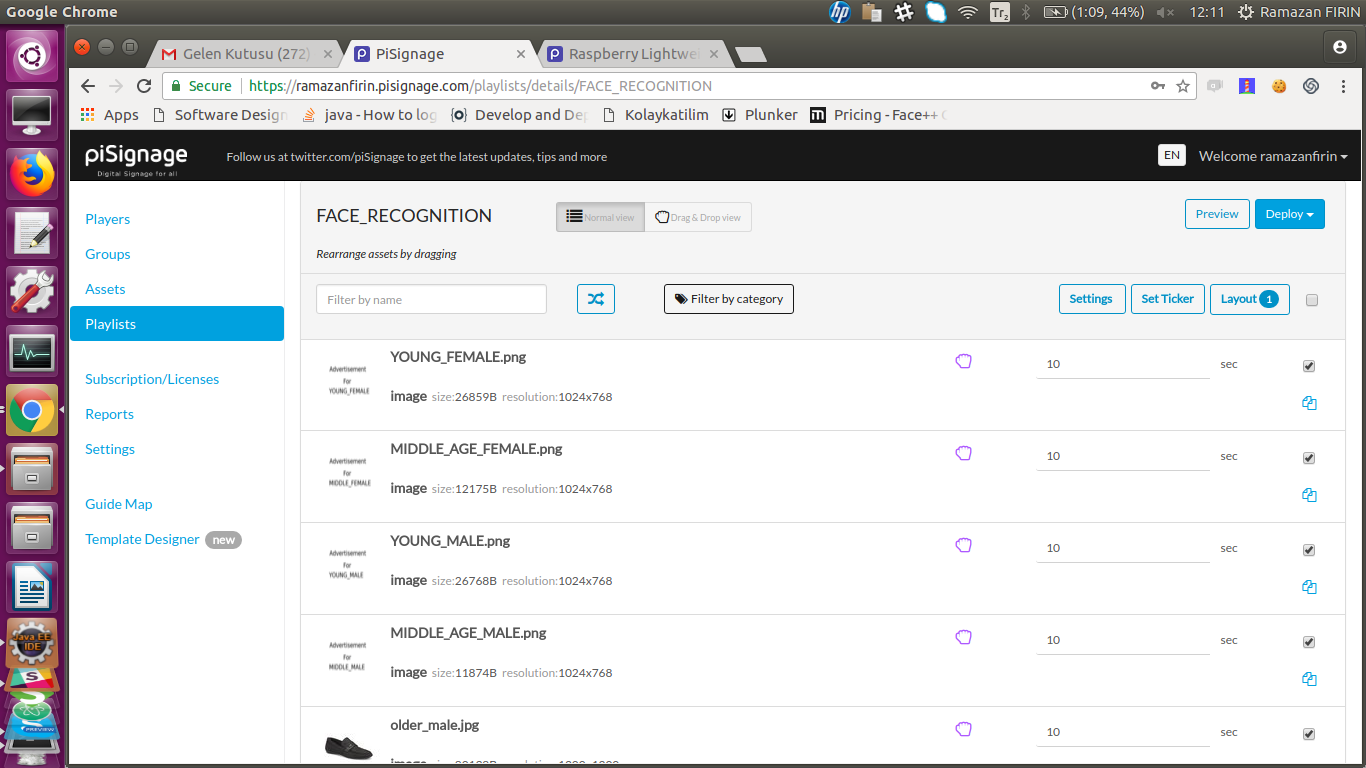 Google Chrome
Tr2
(1:09, 44%)
12:11
Ramazan FIRIN
Gelen Kutusu (272)
PiSignage
Raspberry Lightwe
Secure
https://ramazanfirin.pisignage.com/playlists/details/FACE_RECOGNITION
Apps
Software Design
java - How to log
Develop and De
Kolaykatilim
Plunker
Pricing - Face++
piSignage
Digital Signage for all
Follow us at twitter.com/piSignage to get the latest updates, tips and more
EN
Welcome ramazanfirin
Players
Groups
Assets
Playlists
Subscription/Licenses
Reports
Settings
Guide Map
Template Designer new
FACE_RECOGNITION
Normal view
Drag & Drop view
Preview
Deploy
Rearrange assets by dragging
Filter by name
Filter by category
Settings
Set Ticker
Layout 1
Advertisement
For
YOUNG_FEMALE
YOUNG_FEMALE.png
image size:26859B resolution:1024x768
10 sec
Advertisement
For
MIDDLE_FEMALE
MIDDLE_AGE_FEMALE.png
image size:12175B resolution:1024x768
10 sec
Advertisement
For
YOUNG_MALE
YOUNG_MALE.png
image size:26768B resolution:1024x768
10 sec
Advertisement
For
MIDDLE_MALE
MIDDLE_AGE_MALE.png
image size:11874B resolution:1024x768
10 sec
older_male.jpg
10 sec
Java EE
IDE
PREVIEW